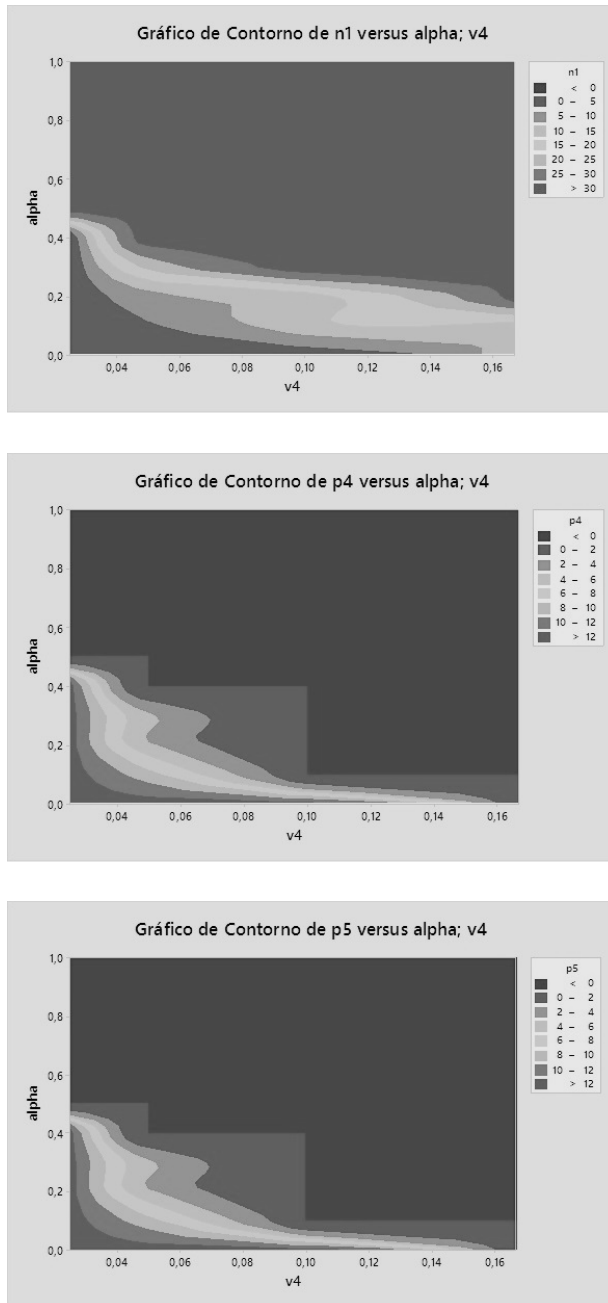 Gráfico de Contorno de n1 versus alpha; v4
1,0
0,8
0,6
0,4
0,2
0,0
alpha
0,04 0,06 0,08 0,10 0,12 0,14 0,16
v4
n1
< 0
0 – 5
5 – 10
10 – 15
15 – 20
20 – 25
25 – 30
> 30
Gráfico de Contorno de p4 versus alpha; v4
1,0
0,8
0,6
0,4
0,2
0,0
alpha
0,04 0,06 0,08 0,10 0,12 0,14 0,16
v4
p4
< 0
0 – 2
2 – 4
4 – 6
6 – 8
8 – 10
10 – 12
> 12
Gráfico de Contorno de p5 versus alpha; v4
1,0
0,8
0,6
0,4
0,2
0,0
alpha
0,04 0,06 0,08 0,10 0,12 0,14 0,16
v4
p5
< 0
0 – 2
2 – 4
4 – 6
6 – 8
8 – 10
10 – 12
> 12